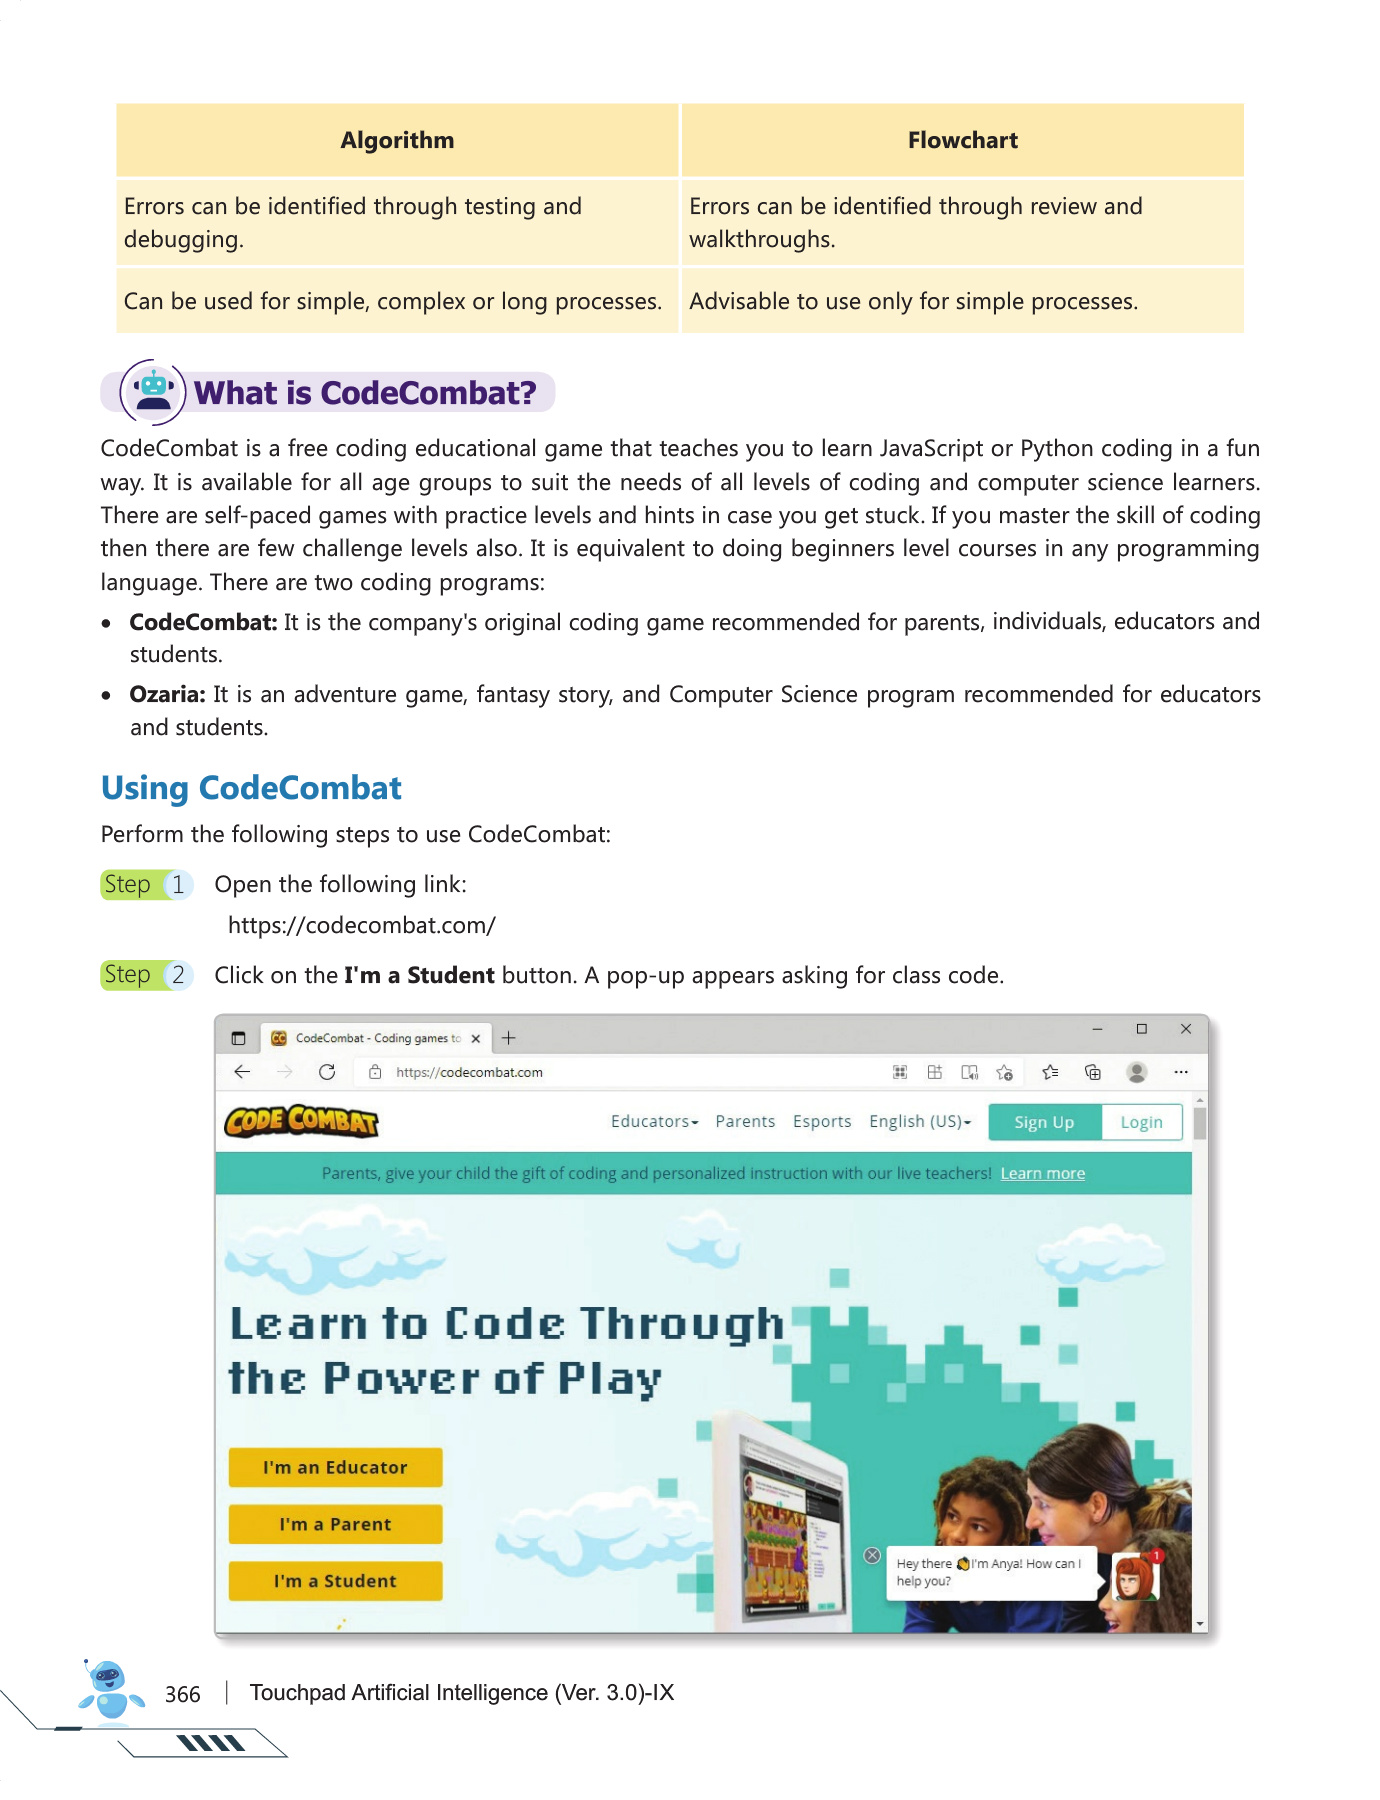 Algorithm
Flowchart
Errors can be identified through testing and
debugging.
Errors can be identified through review and
walkthroughs.
Can be used for simple, complex or long processes.
Advisable to use only for simple processes.
What is CodeCombat?
CodeCombat is a free coding educational game that teaches you to learn JavaScript or Python coding in a fun
way. It is available for all age groups to suit the needs of all levels of coding and computer science learners.
There are self-paced games with practice levels and hints in case you get stuck. If you master the skill of coding
then there are few challenge levels also. It is equivalent to doing beginners level courses in any programming
language. There are two coding programs:
• CodeCombat: It is the company's original coding game recommended for parents, individuals, educators and
students.
• Ozaria: It is an adventure game, fantasy story, and Computer Science program recommended for educators
and students.
Using CodeCombat
Perform the following steps to use CodeCombat:
Step 1 Open the following link:
https://codecombat.com/
Step 2 Click on the I'm a Student button. A pop-up appears asking for class code.
CodeCombat - Coding games to
https://codecombat.com
CODE COMBAT
Educators Parents Esports English (US) Sign Up Login
Parents, give your child the gift of coding and personalized instruction with our live teachers! Learn more
Learn to Code Through
the Power of Play
I'm an Educator
I'm a Parent
I'm a Student
Hey there I'm Anya! How can I
help you?
1
366 | Touchpad Artificial Intelligence (Ver. 3.0)-IX